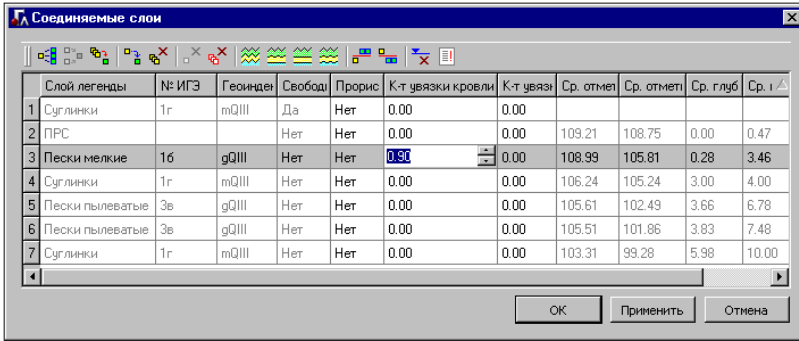 Соединяемые слои
Слой легенды № ИГЭ Геоинден Свобод Прорис К-т увязки кровли К-т увязк Ср. отмет Ср. отмет Ср. глуб Ср. г
1 Суглинки 1г mQIII Да Нет 0.00 0.00
2 ПРС Нет Нет 0.00 0.00 109.21 108.75 0.00 0.47
3 Пески мелкие 1б gQIII Нет Нет 0.90 0.00 108.99 105.81 0.28 3.46
4 Суглинки 1г mQIII Нет Нет 0.00 0.00 106.24 105.24 3.00 4.00
5 Пески пылеватые 3в gQIII Нет Нет 0.00 0.00 105.61 102.49 3.66 6.78
6 Пески пылеватые 3в gQIII Нет Нет 0.00 0.00 105.51 101.86 3.83 7.48
7 Суглинки 1г mQIII Нет Нет 0.00 0.00 103.31 99.28 5.98 10.00
OK Применить Отмена